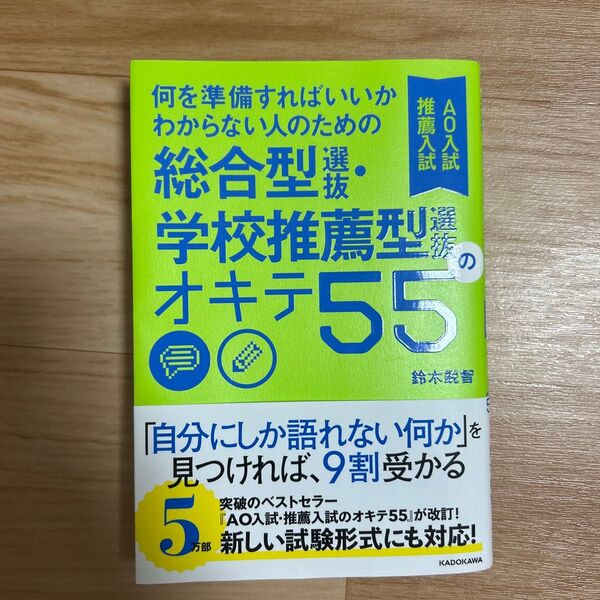 何を準備すればいいか
わからない人のための
総合型選抜・
学校推薦型選抜の
オキテ55
AO入試
推薦入試
鈴木鋭智
「自分にしか語れない何か」を
見つければ、9割受かる
5万部
突破のベストセラー
『AO入試・推薦入試のオキテ55』が改訂!
新しい試験形式にも対応!
KADOKAWA